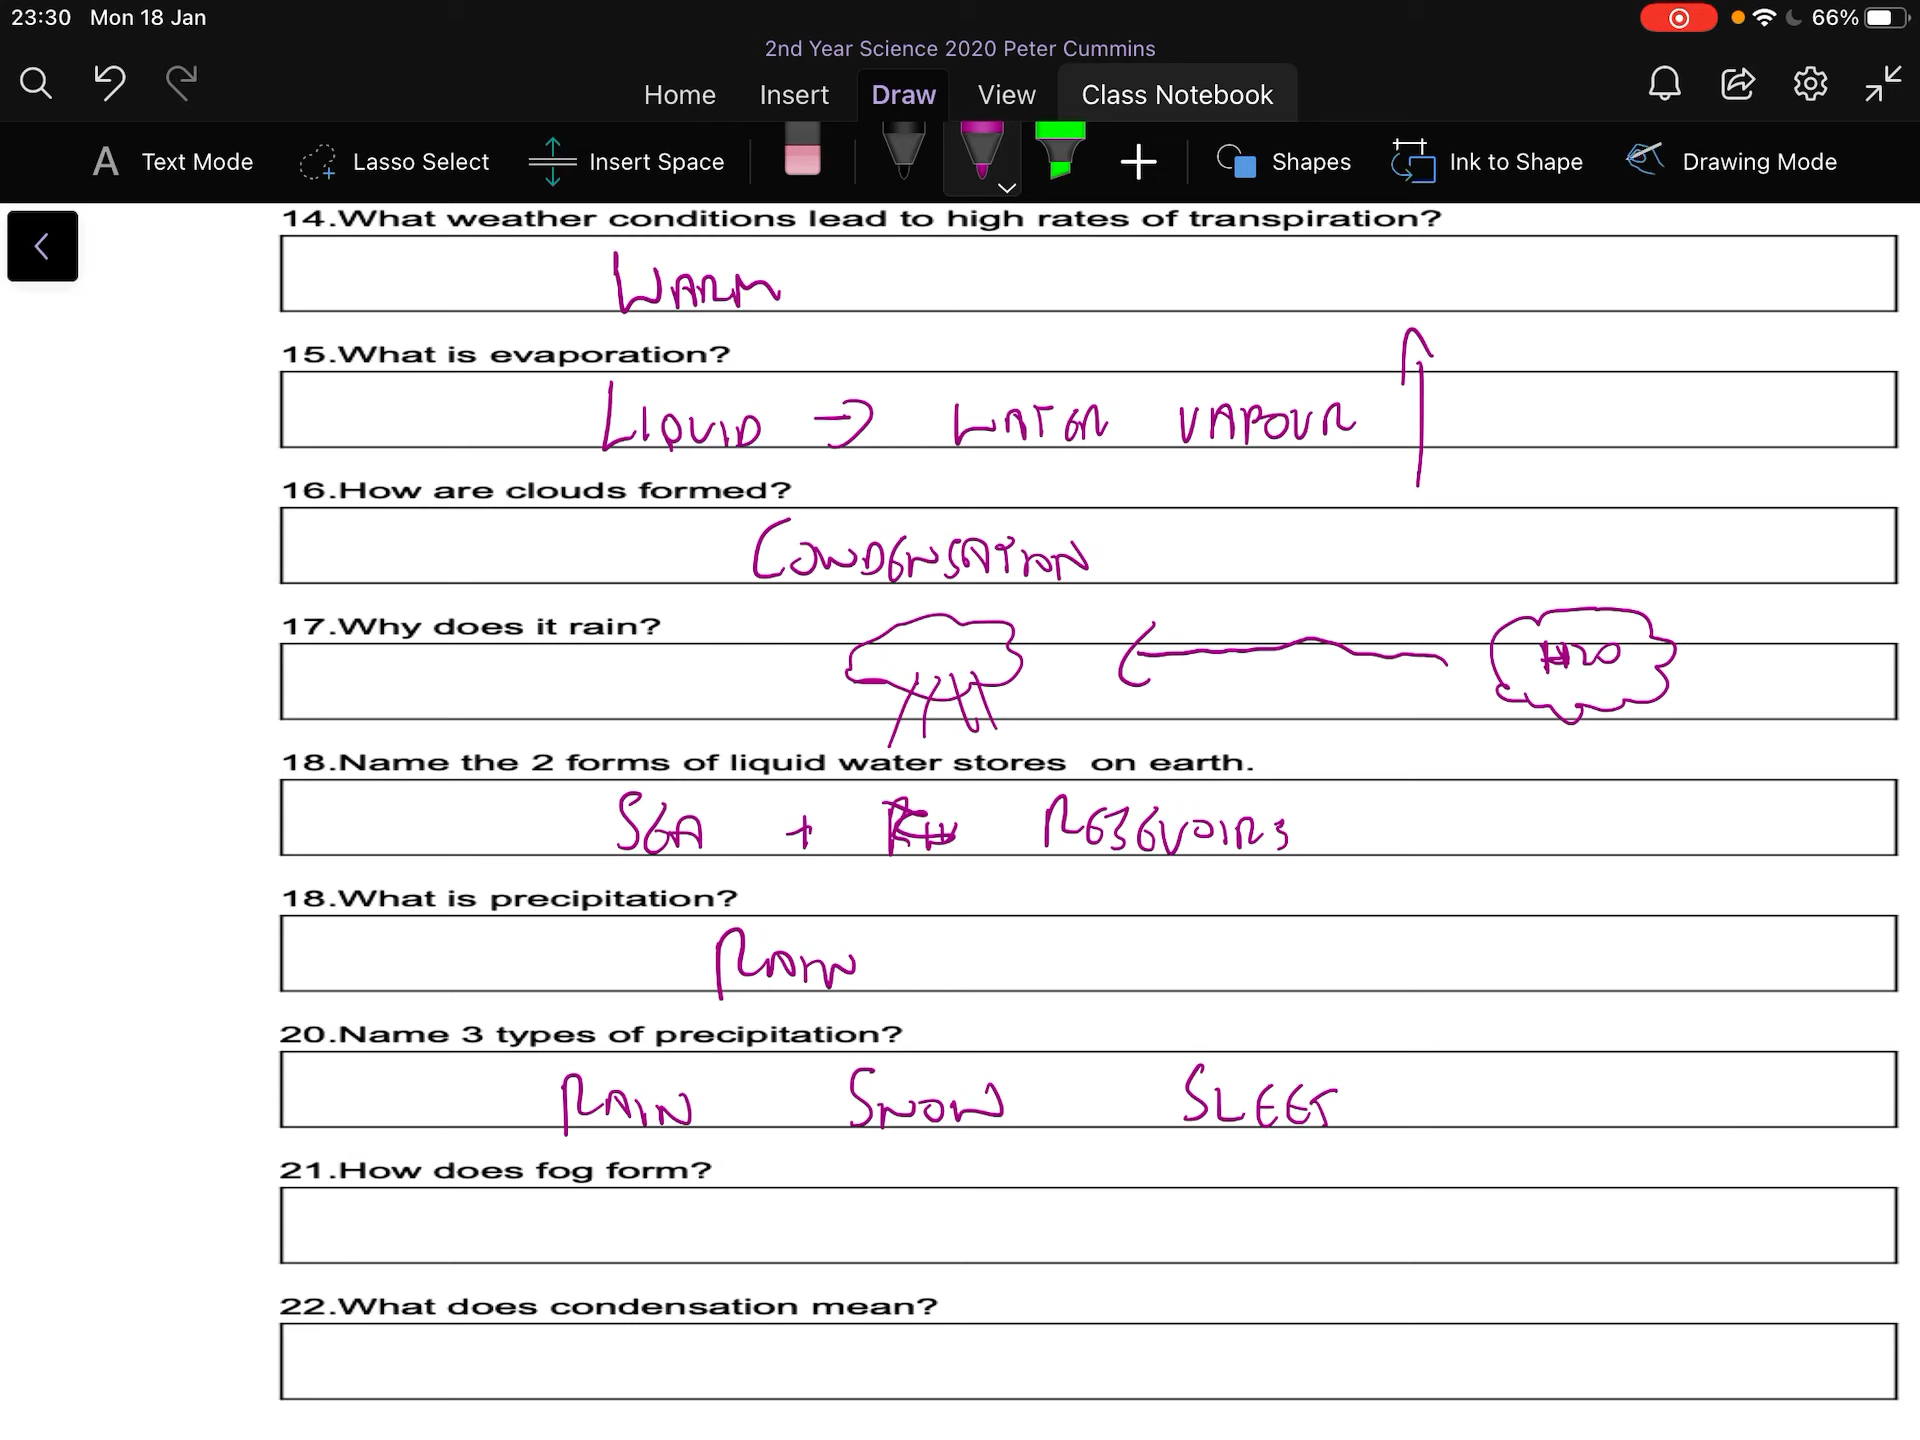 23:30 Mon 18 Jan
66%
2nd Year Science 2020 Peter Cummins
Home Insert Draw View Class Notebook
A Text Mode Lasso Select Insert Space Shapes Ink to Shape Drawing Mode
14.What weather conditions lead to high rates of transpiration?
WARM
15.What is evaporation?
LIQUID → WATER VAPOUR ↑
16.How are clouds formed?
CONDENSATION
17.Why does it rain?
H2O
18.Name the 2 forms of liquid water stores on earth.
SEA + RESEVOIRS
18.What is precipitation?
RAIN
20.Name 3 types of precipitation?
RAIN SNOW SLEET
21.How does fog form?
22.What does condensation mean?